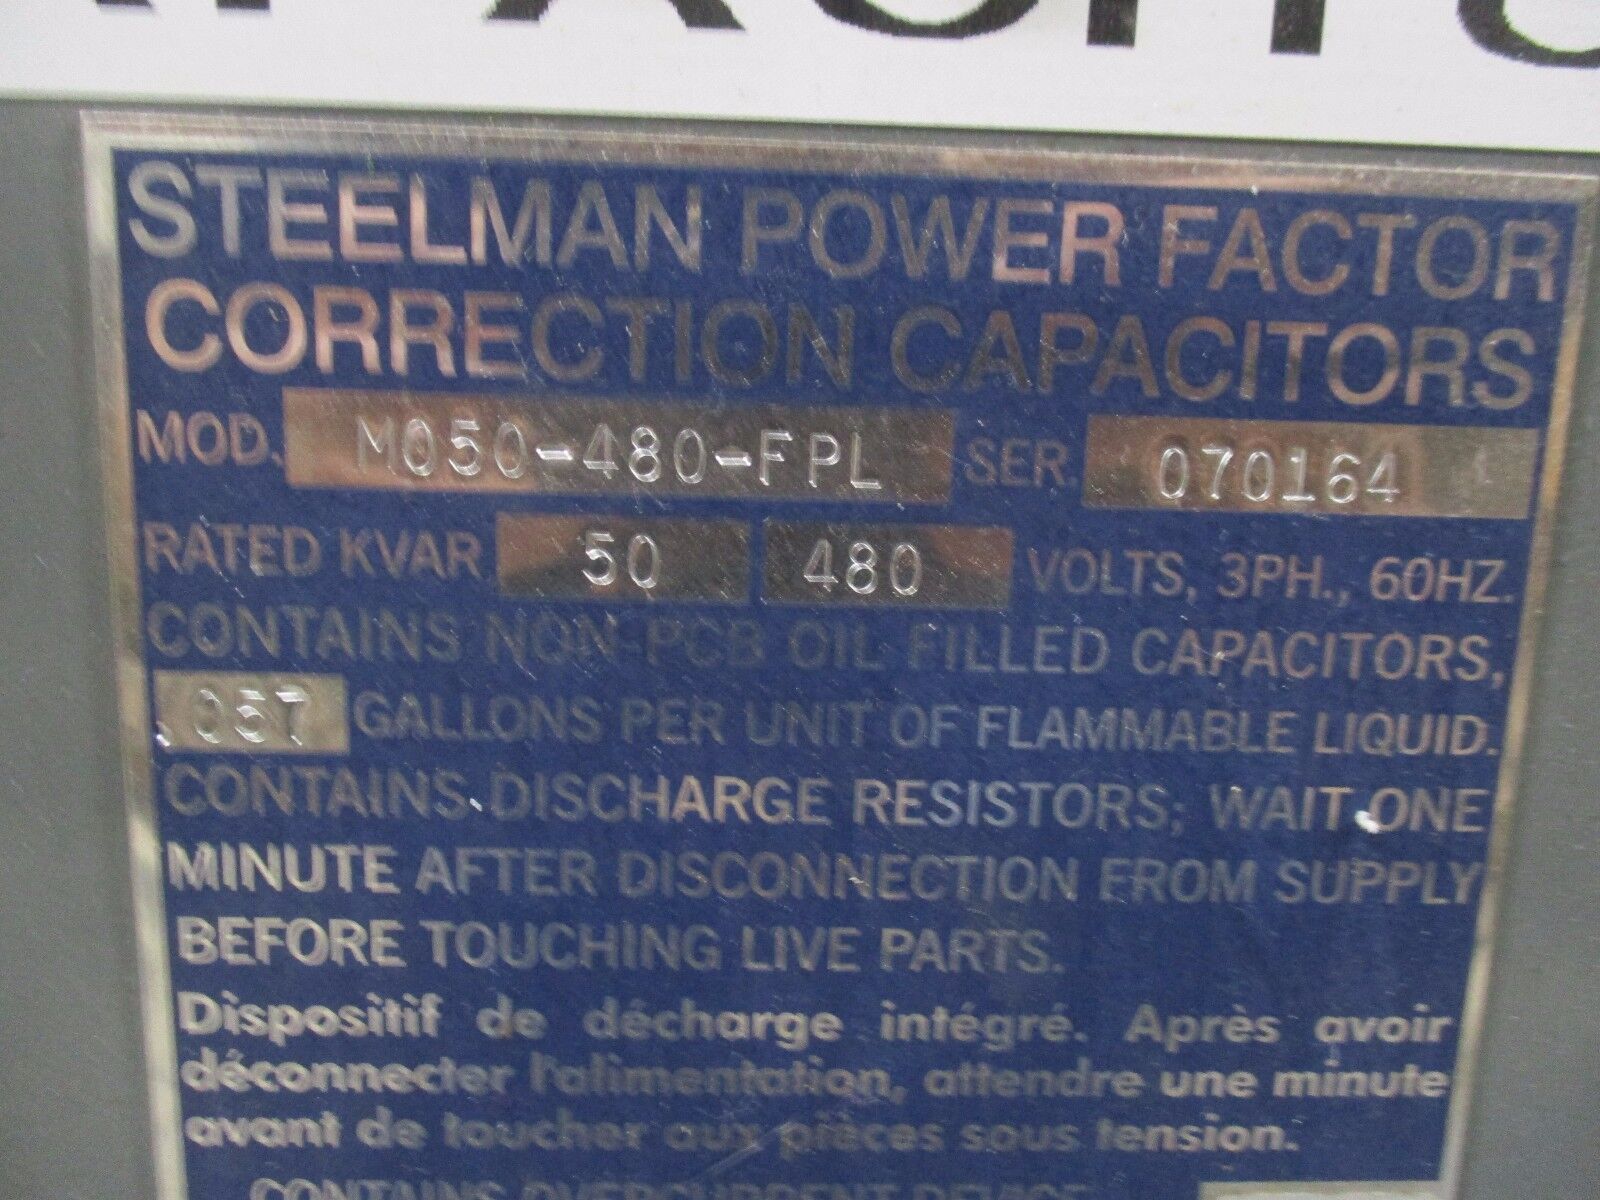 STEELMAN POWER FACTOR
CORRECTION CAPACITORS
MOD. M050-480-FPL SER. 070164
RATED KVAR 50 480 VOLTS, 3PH., 60HZ.
CONTAINS NON-PCB OIL FILLED CAPACITORS,
.057 GALLONS PER UNIT OF FLAMMABLE LIQUID.
CONTAINS DISCHARGE RESISTORS; WAIT ONE
MINUTE AFTER DISCONNECTION FROM SUPPLY
BEFORE TOUCHING LIVE PARTS.
Dispositif de décharge intégré. Après avoir
déconnecter l'alimentation, attendre une minute
avant de toucher aux pièces sous tension.
CONTAINS OVERCURRENT DEVICE